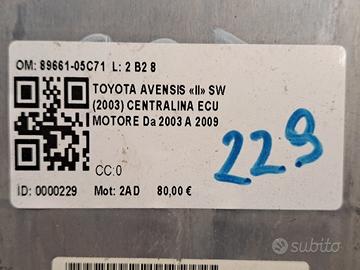 OM: 89661-05C71 L: 2 B2 8
TOYOTA AVENSIS «II» SW
(2003) CENTRALINA ECU
MOTORE Da 2003 A 2009
229
CC:0
ID: 0000229 Mot: 2AD 80,00 €
subito